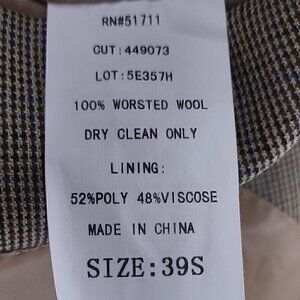 RN#51711
CUT:449073
LOT:5E357H
100% WORSTED WOOL
DRY CLEAN ONLY
LINING:
52%POLY 48%VISCOSE
MADE IN CHINA
SIZE:39S